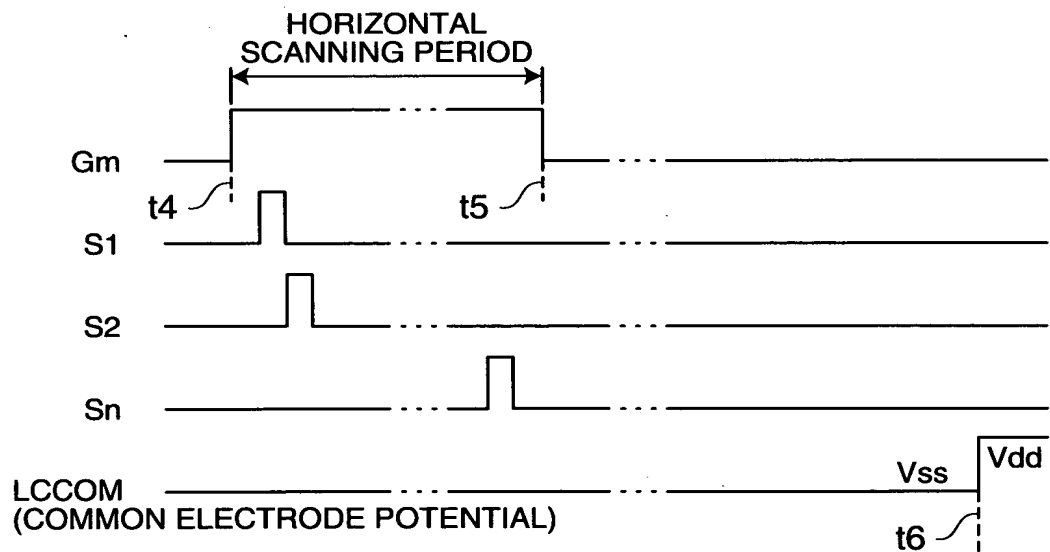 HORIZONTAL
SCANNING PERIOD
Gm
t4
t5
S1
S2
Sn
Vss
Vdd
LCCOM
(COMMON ELECTRODE POTENTIAL)
t6